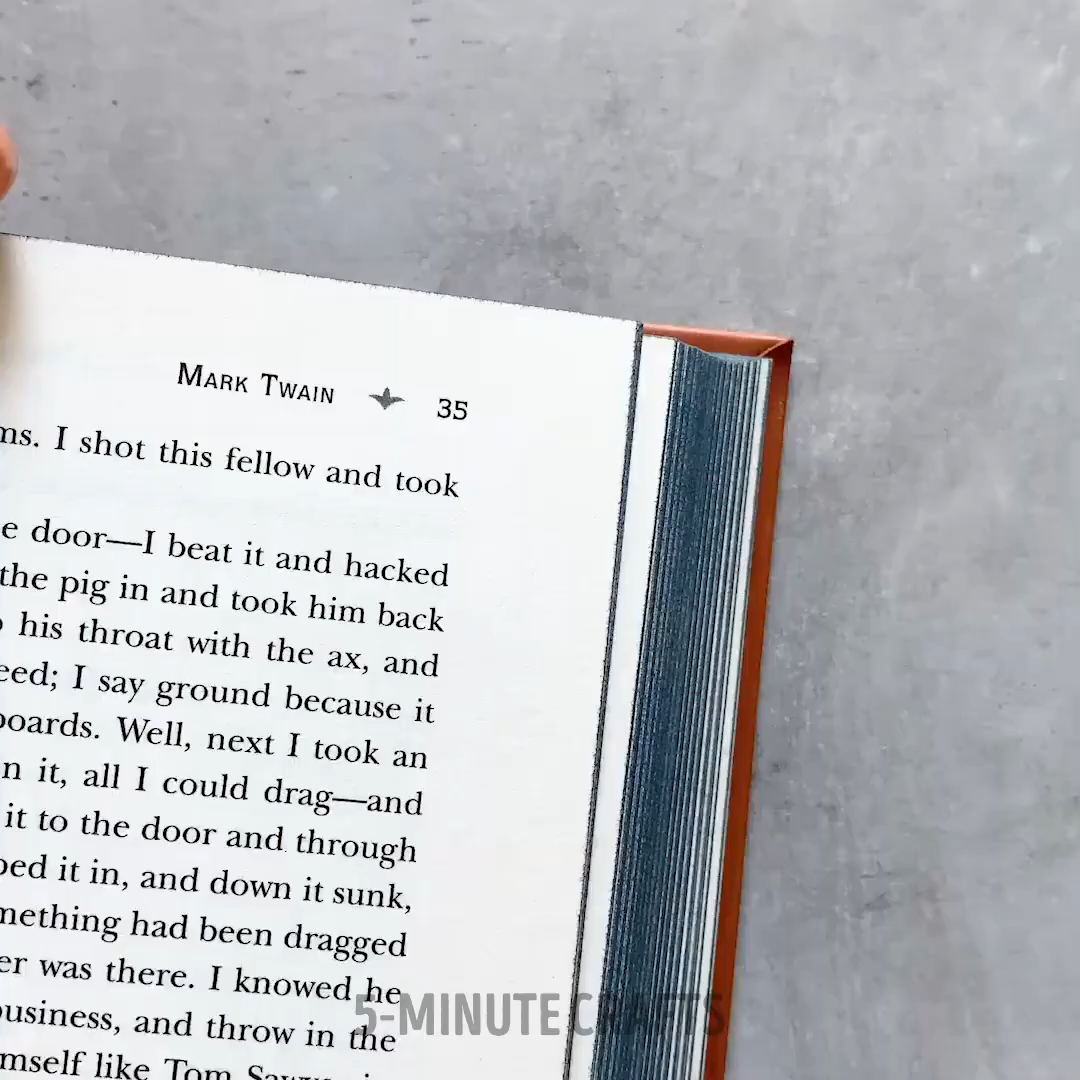 MARK TWAIN 35
ms. I shot this fellow and took
e door—I beat it and hacked
the pig in and took him back
his throat with the ax, and
eed; I say ground because it
boards. Well, next I took an
n it, all I could drag—and
it to the door and through
ped it in, and down it sunk,
mething had been dragged
er was there. I knowed he
business, and throw in the
mself like Tom
5-MINUTE CRAFTS